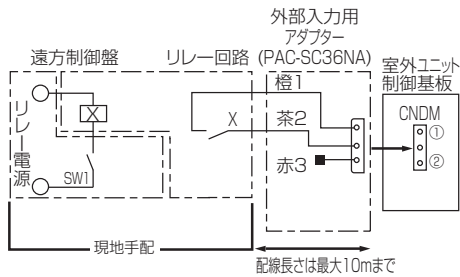 外部入力用
アダプター
(PAC-SC36NA)
遠方制御盤
リレー回路
室外ユニット
制御基板
リレー電源
X
SW1
X
橙1
茶2
赤3
CNDM
①
②
現地手配
配線長さは最大10mまで